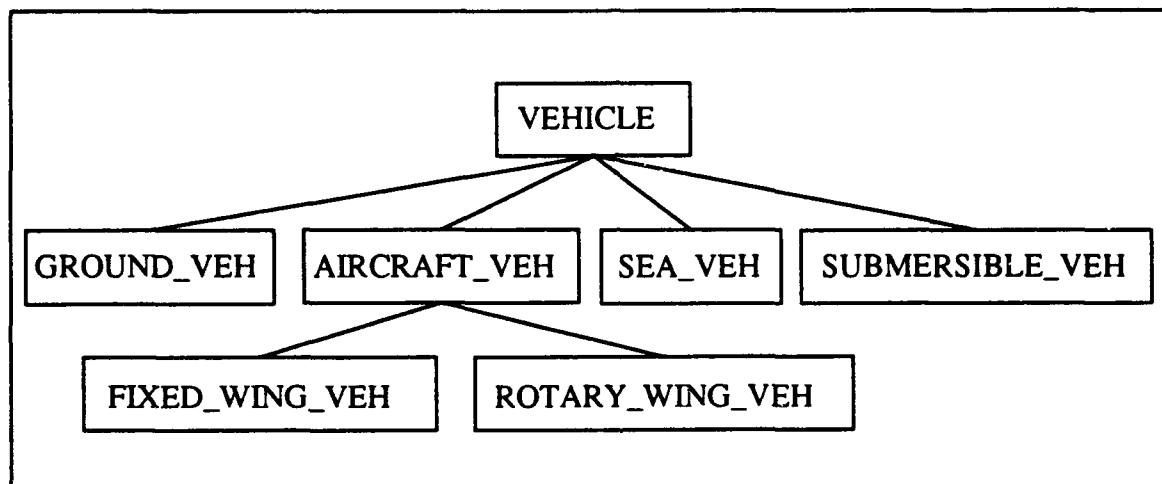 VEHICLE
GROUND_VEH AIRCRAFT_VEH SEA_VEH SUBMERSIBLE_VEH
FIXED_WING_VEH ROTARY_WING_VEH